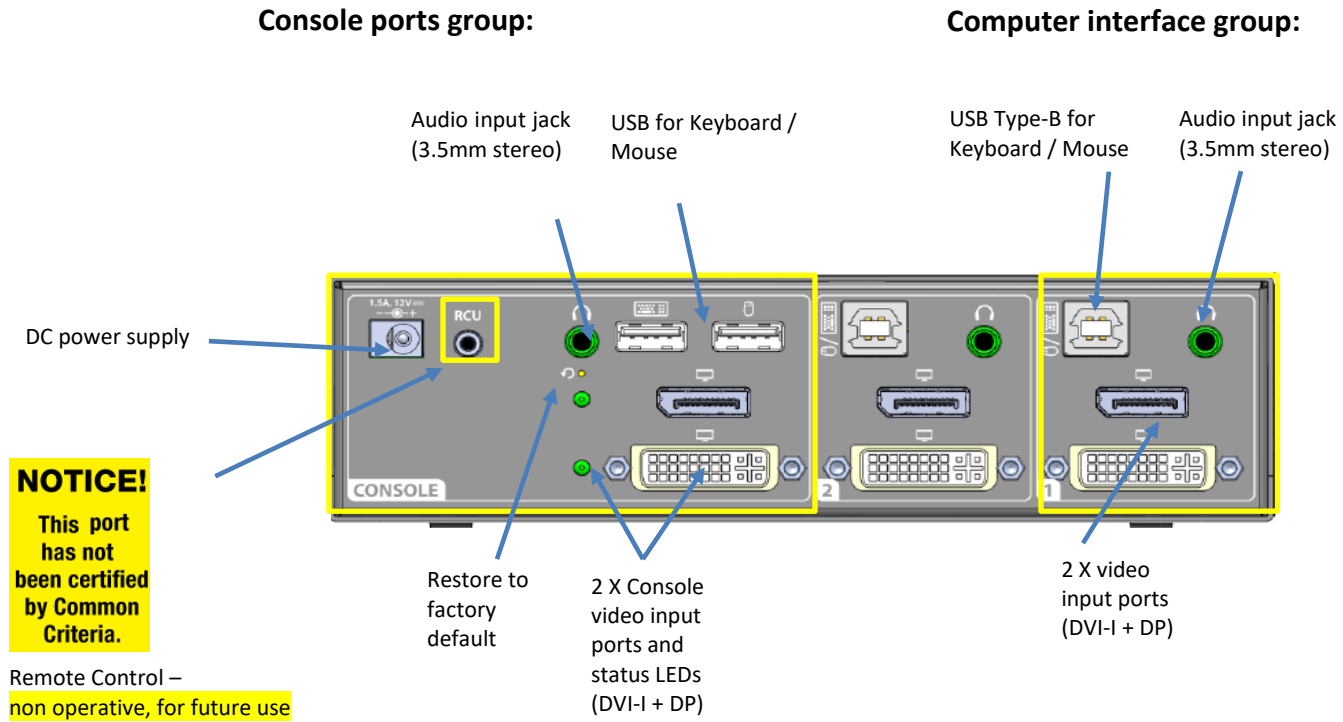 Console ports group:
Computer interface group:
Audio input jack
(3.5mm stereo)
USB for Keyboard /
Mouse
USB Type-B for
Keyboard / Mouse
Audio input jack
(3.5mm stereo)
1.5A, 12V
RCU
DC power supply
CONSOLE
2
1
NOTICE!
This port
has not
been certified
by Common
Criteria.
Remote Control –
non operative, for future use
Restore to
factory
default
2 X Console
video input
ports and
status LEDs
(DVI-I + DP)
2 X video
input ports
(DVI-I + DP)